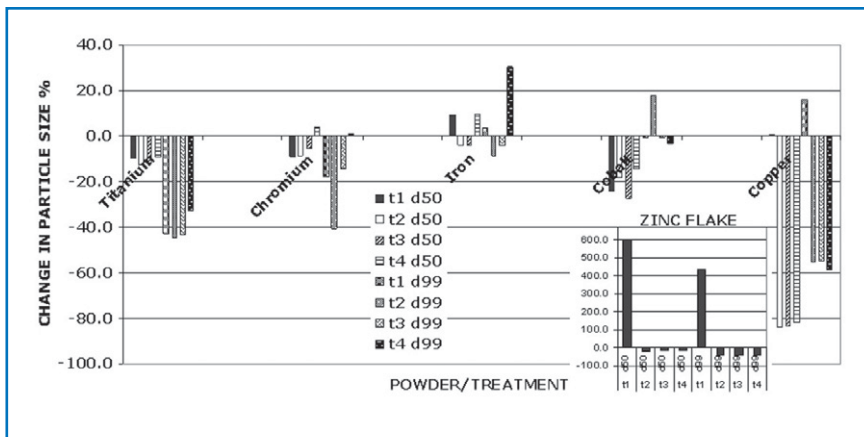 40.0
20.0
0.0
-20.0
-40.0
-60.0
-80.0
-100.0
CHANGE IN PARTICLE SIZE %
Titanium
Chromium
Iron
Cobalt
Copper
t1 d50
t2 d50
t3 d50
t4 d50
t1 d99
t2 d99
t3 d99
t4 d99
ZINC FLAKE
600.0
500.0
400.0
300.0
200.0
100.0
0.0
-100.0
d50 d50 d50 d50 d99 d99 d99 d99
t1 t2 t3 t4 t1 t2 t3 t4
POWDER/TREATMENT